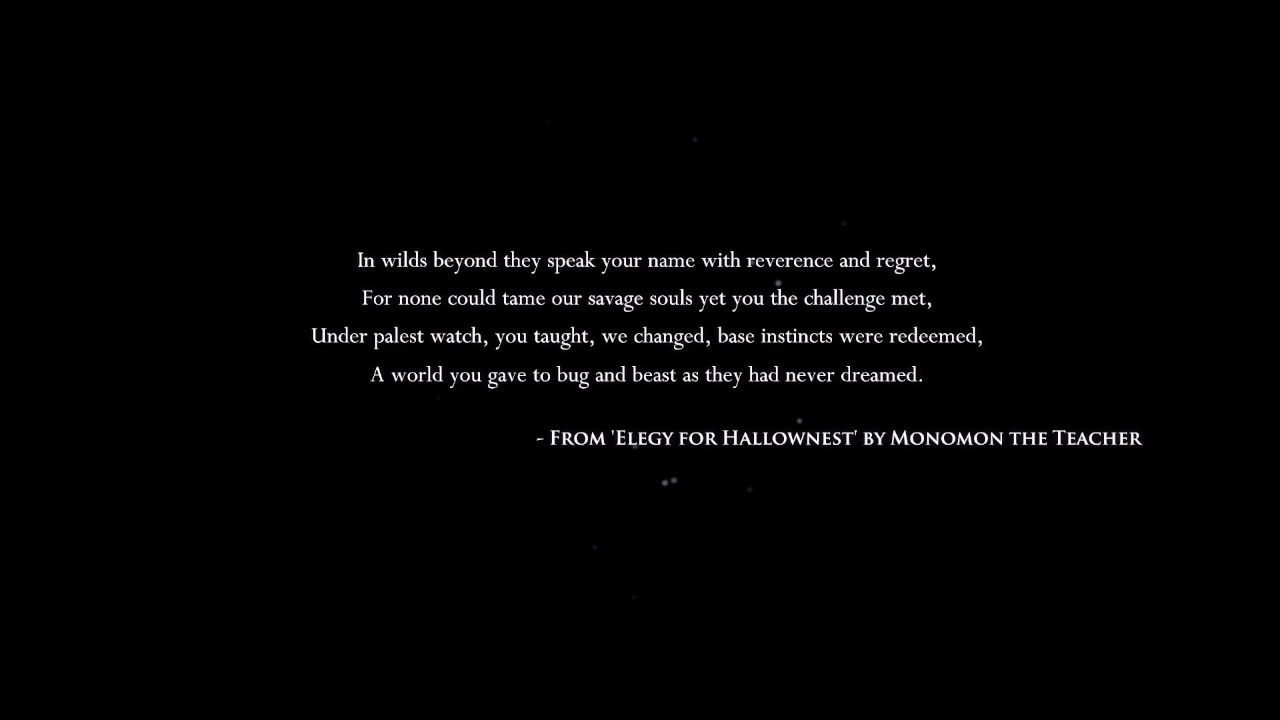 In wilds beyond they speak your name with reverence and regret,
For none could tame our savage souls yet you the challenge met,
Under palest watch, you taught, we changed, base instincts were redeemed,
A world you gave to bug and beast as they had never dreamed.
- From 'Elegy for Hallownest' by Monomon the Teacher